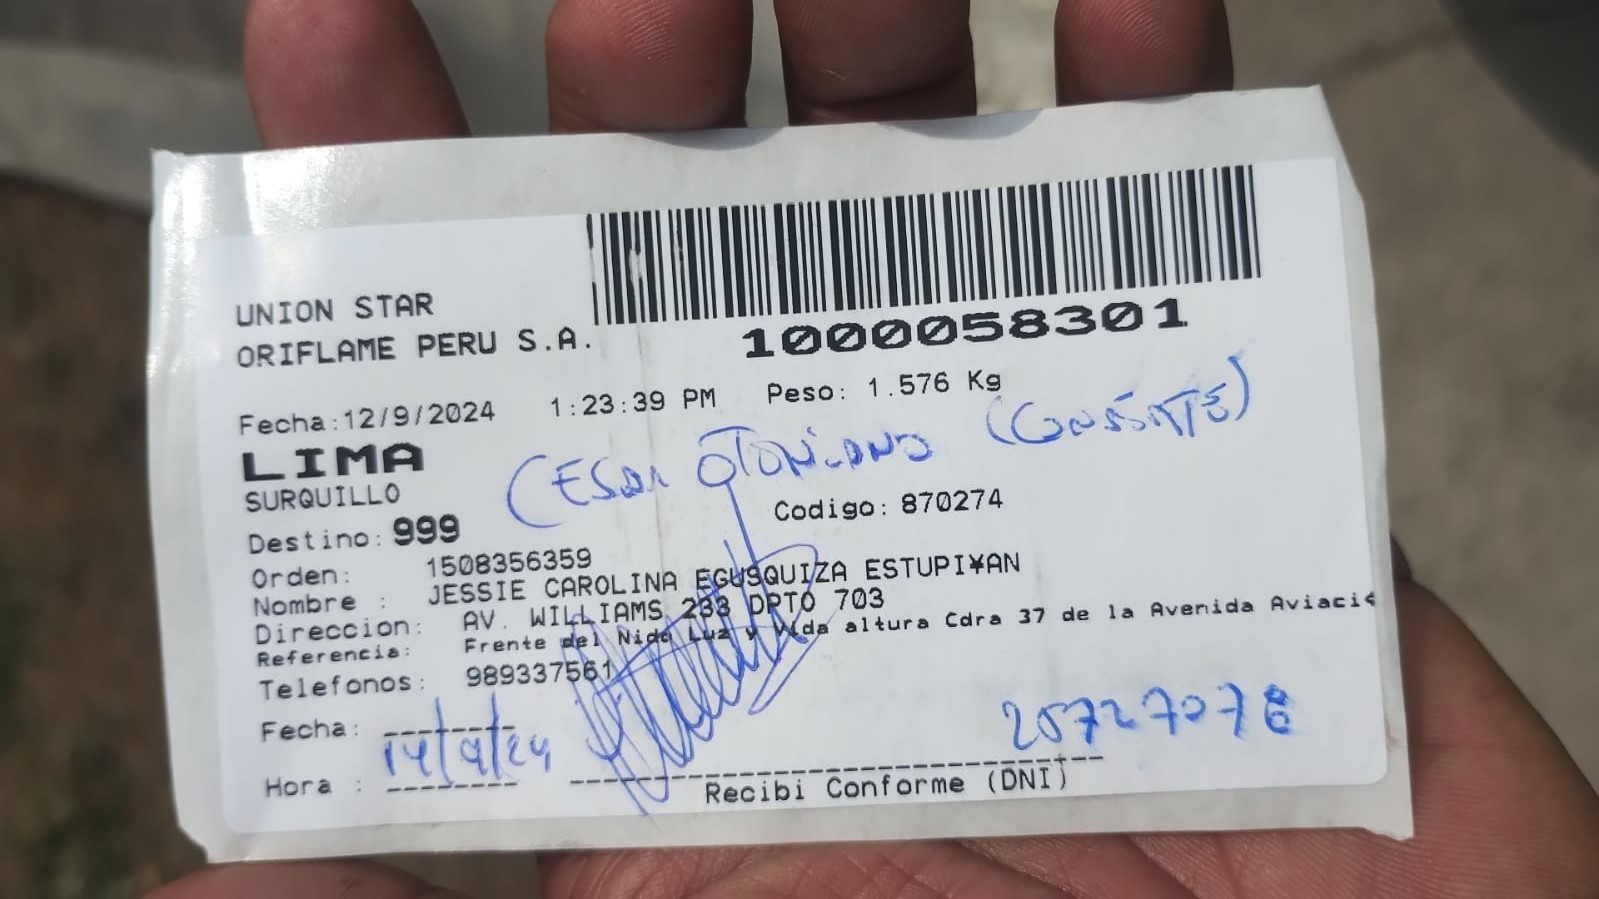 UNION STAR
ORIFLAME PERU S.A.
1000058301
Fecha:12/9/2024 1:23:39 PM Peso: 1.576 Kg
LIMA
CESAR OTONIANO
SURQUILLO
Codigo: 870274
Destino: 999
Orden: 1508356359
Nombre : JESSIE CAROLINA EGUSQUIZA ESTUPI¥AN
Direccion: AV. WILLIAMS 233 DPTO 703
Referencia: Frente del Nido Luz y Vida altura Cdra 37 de la Avenida Aviaci¢
Telefonos: 989337561
Fecha: 14/9/24
Hora :
Recibi Conforme (DNI)